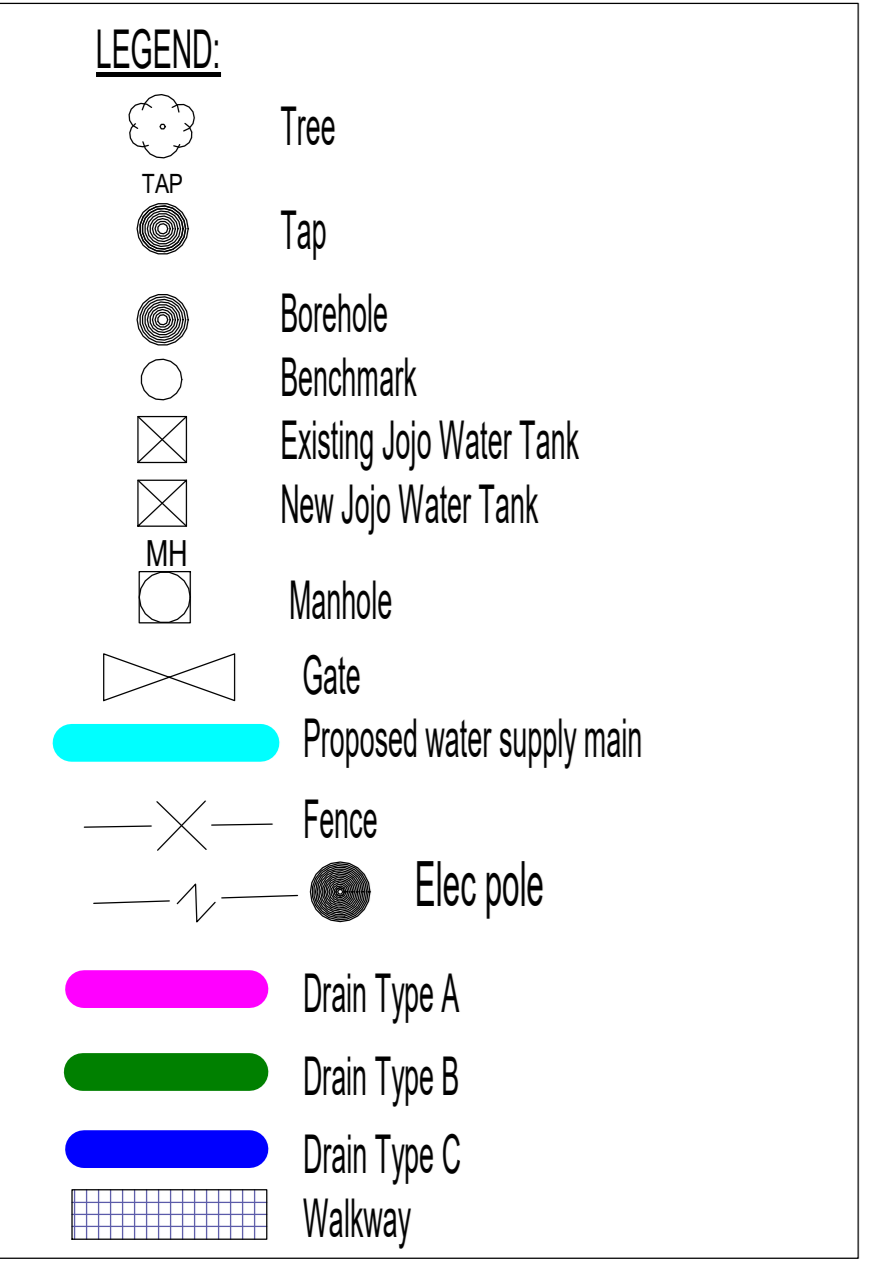 LEGEND:
Tree
TAP
Tap
Borehole
Benchmark
Existing Jojo Water Tank
New Jojo Water Tank
MH
Manhole
Gate
Proposed water supply main
Fence
Elec pole
Drain Type A
Drain Type B
Drain Type C
Walkway